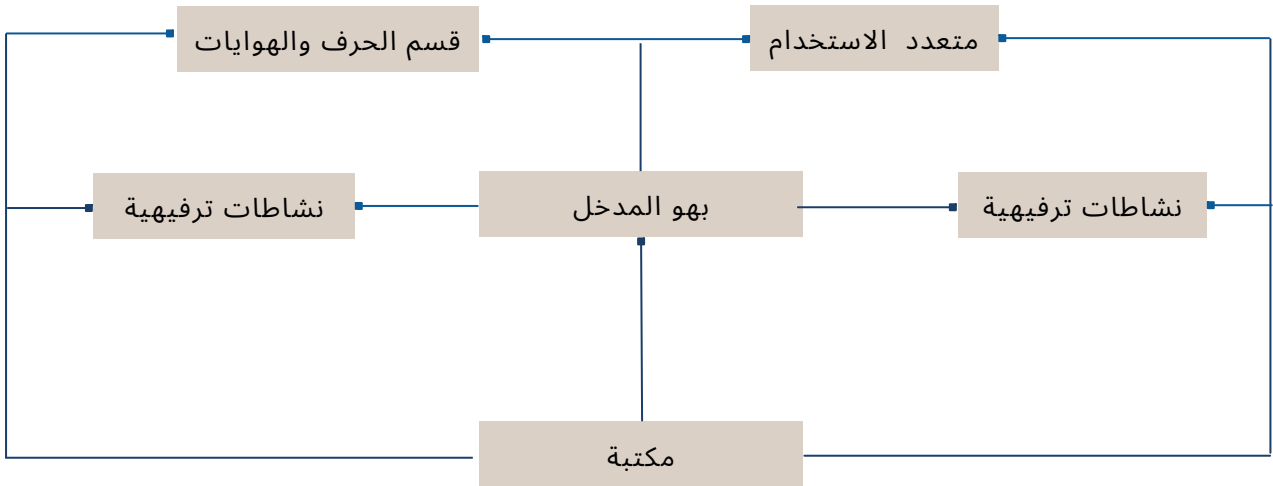 متعدد الاستخدام
قسم الحرف والهوايات
نشاطات ترفيهية
بهو المدخل
نشاطات ترفيهية
مكتبة